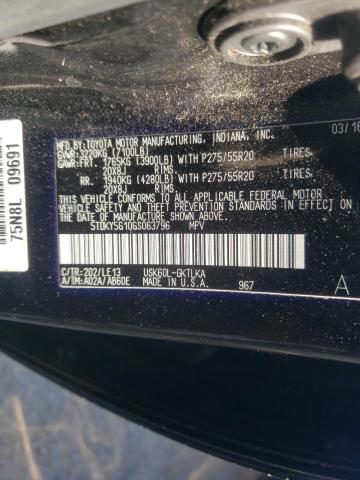 03/16
MFD. BY: TOYOTA MOTOR MANUFACTURING, INDIANA, INC.
GVWR: 3220KG (7100LB)
GAWR: FRT. 1765KG (3900LB) WITH P275/55R20 TIRES,
20X8J RIMS
RR. 1940KG (4280LB) WITH P275/55R20 TIRES,
20X8J RIMS
5TDKY5G10GS063796 MPV
C/TR: 202/LE13 USK60L-GKTLKA
A/TM: A02A/AB60E MADE IN U.S.A. 967
A
THIS VEHICLE CONFORMS TO ALL APPLICABLE FEDERAL MOTOR
VEHICLE SAFETY AND THEFT PREVENTION STANDARDS IN EFFECT ON
THE DATE OF MANUFACTURE SHOWN ABOVE.
75N8L 09691